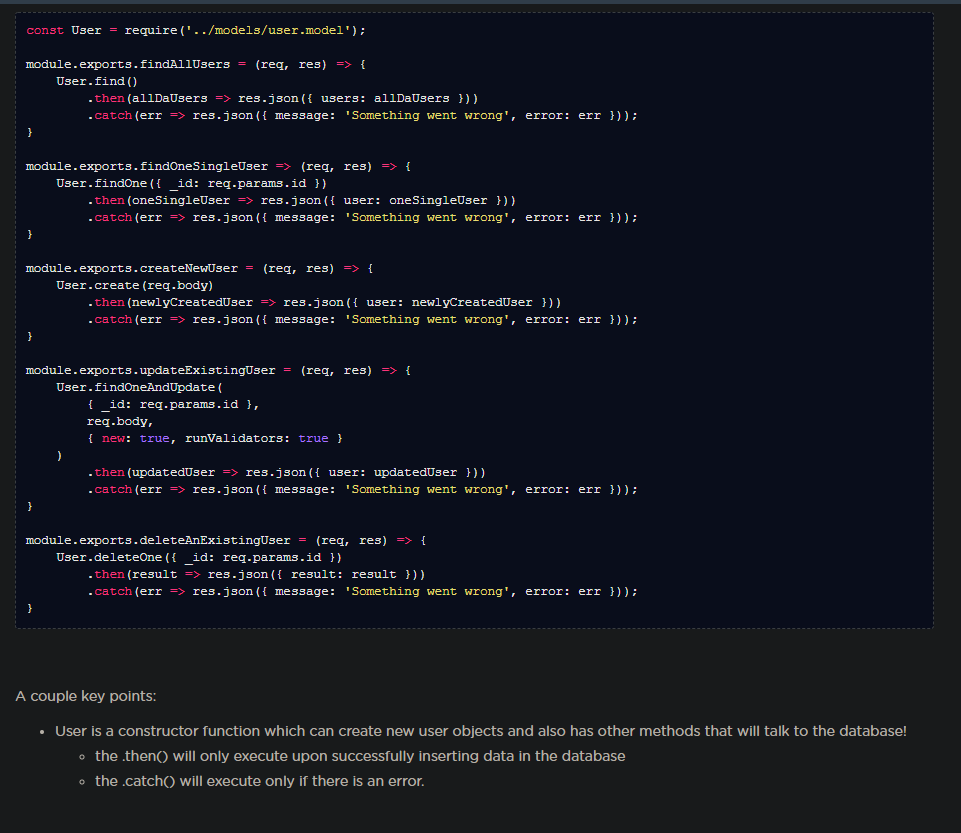 const User = require('../models/user.model');

module.exports.findAllUsers = (req, res) => {
    User.find()
        .then(allDaUsers => res.json({ users: allDaUsers }))
        .catch(err => res.json({ message: 'Something went wrong', error: err }));
}

module.exports.findOneSingleUser => (req, res) => {
    User.findOne({ _id: req.params.id })
        .then(oneSingleUser => res.json({ user: oneSingleUser }))
        .catch(err => res.json({ message: 'Something went wrong', error: err }));
}

module.exports.createNewUser = (req, res) => {
    User.create(req.body)
        .then(newlyCreatedUser => res.json({ user: newlyCreatedUser }))
        .catch(err => res.json({ message: 'Something went wrong', error: err }));
}

module.exports.updateExistingUser = (req, res) => {
    User.findOneAndUpdate(
        { _id: req.params.id },
        req.body,
        { new: true, runValidators: true }
    )
        .then(updatedUser => res.json({ user: updatedUser }))
        .catch(err => res.json({ message: 'Something went wrong', error: err }));
}

module.exports.deleteAnExistingUser = (req, res) => {
    User.deleteOne({ _id: req.params.id })
        .then(result => res.json({ result: result }))
        .catch(err => res.json({ message: 'Something went wrong', error: err }));
}

A couple key points:
• User is a constructor function which can create new user objects and also has other methods that will talk to the database!
◦ the .then() will only execute upon successfully inserting data in the database
◦ the .catch() will execute only if there is an error.